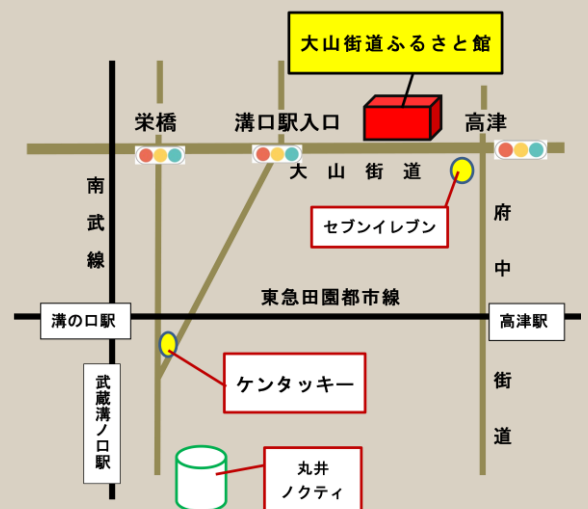 大山街道ふるさと館
栄橋
溝口駅入口
高津
大山街道
南武線
セブンイレブン
府中街道
東急田園都市線
溝の口駅
高津駅
武蔵溝ノ口駅
ケンタッキー
丸井
ノクティ